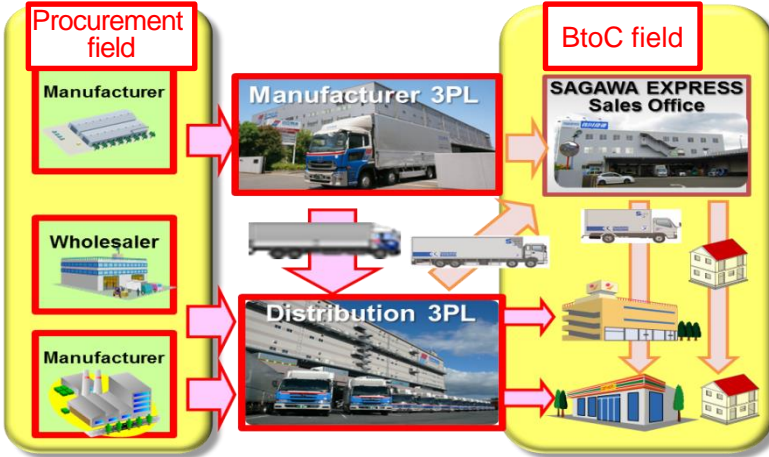 Procurement
field
BtoC field
Manufacturer
Manufacturer 3PL
SAGAWA EXPRESS
Sales Office
Wholesaler
Distribution 3PL
Manufacturer